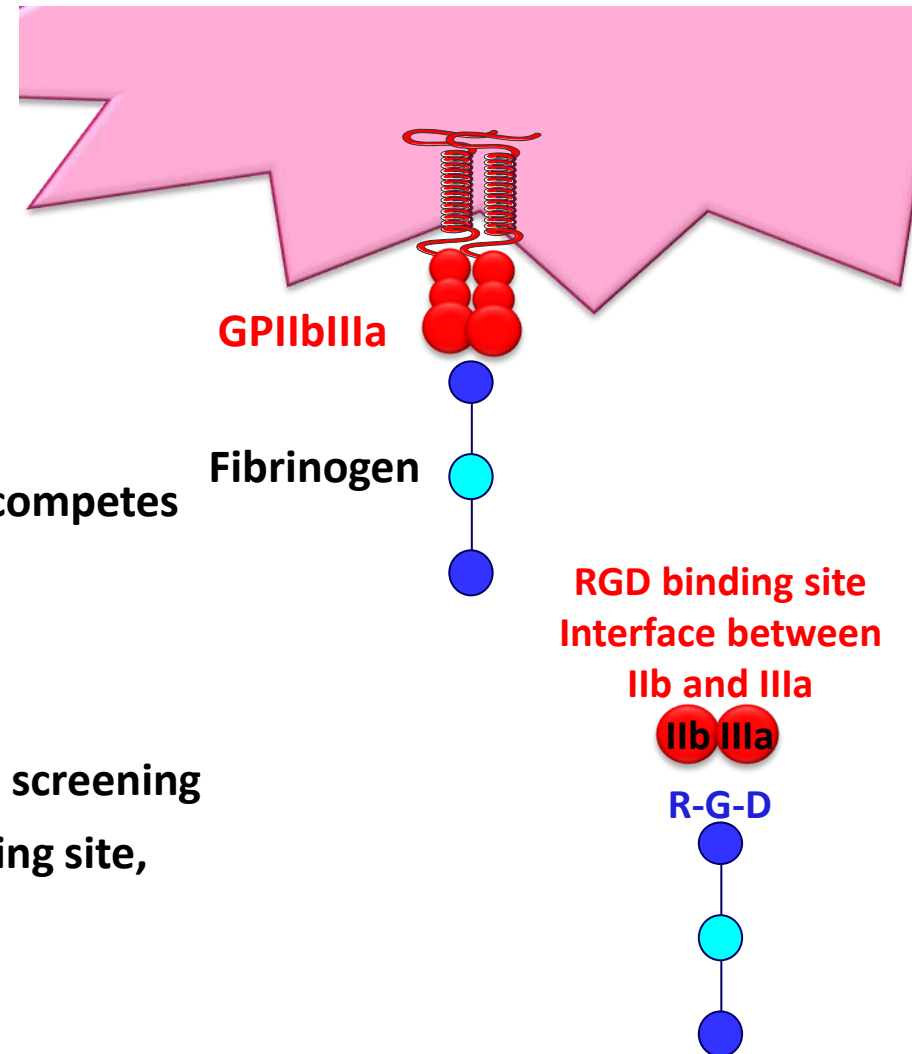 GPIIbIIIa
Fibrinogen
competes
RGD binding site
Interface between
IIb and IIIa
IIb IIIa
screening
R-G-D
ing site,